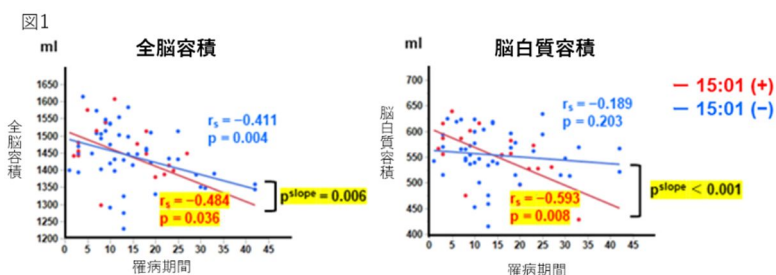 図1
ml 全脳容積
1650
1600
1550
1500
1450
1400
1350
1300
1250
1200
全脳容積
rs = −0.411
p = 0.004
rs = −0.484
p = 0.036
pslope = 0.006
0 5 10 15 20 25 30 35 40 45
罹病期間
ml 脳白質容積
700
650
600
550
500
450
400
脳白質容積
rs = −0.189
p = 0.203
rs = −0.593
p = 0.008
pslope < 0.001
0 5 10 15 20 25 30 35 40 45
罹病期間
15:01 (+)
15:01 (−)